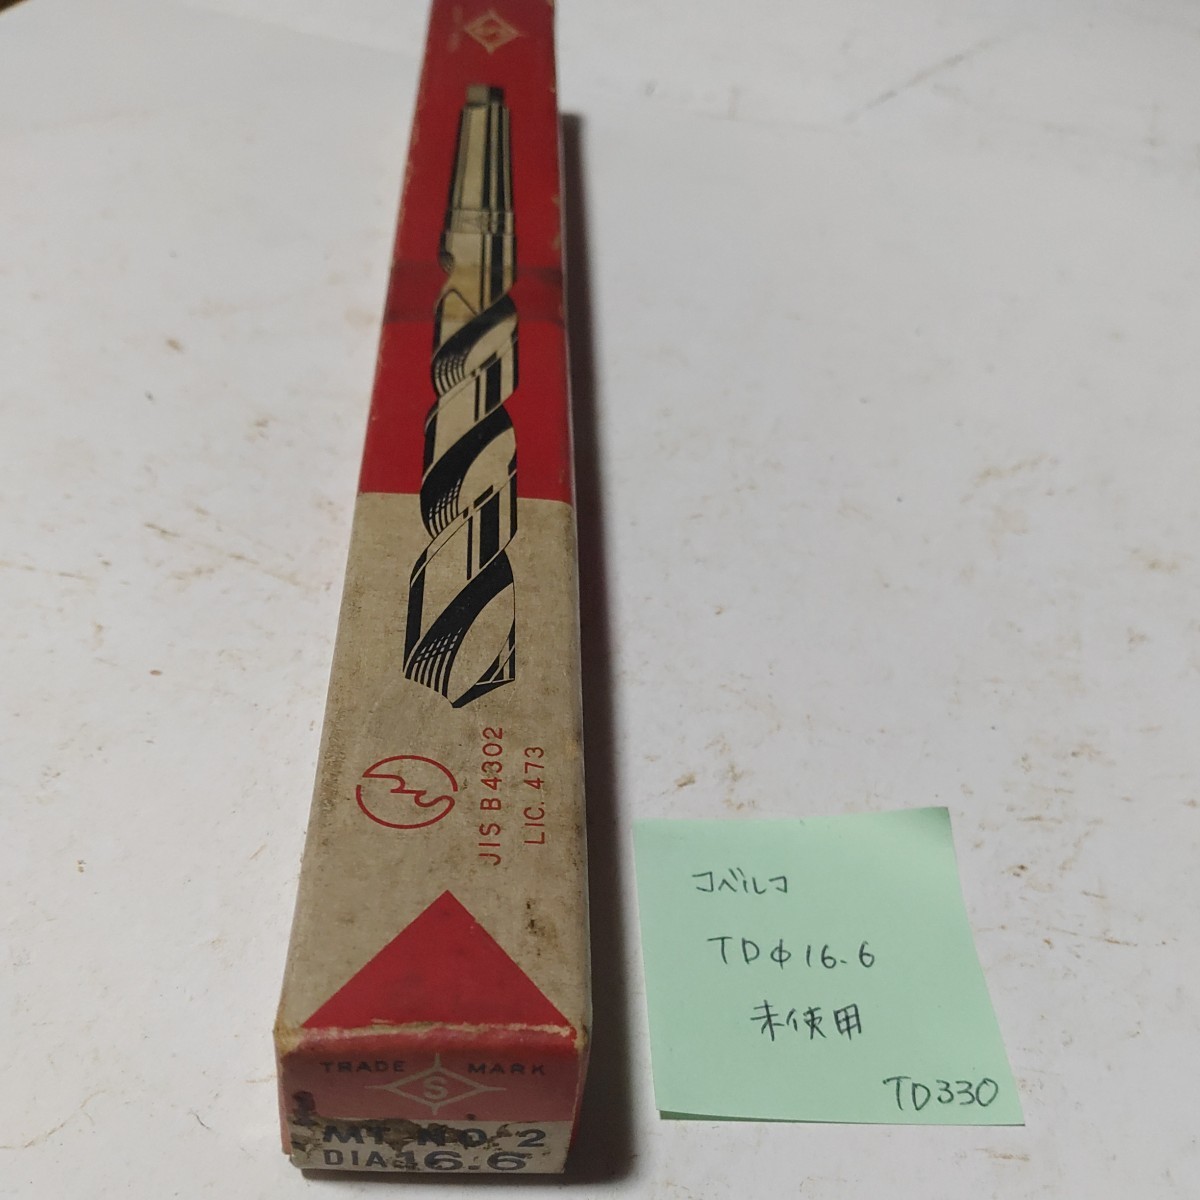 S
JIS B4302
LIC. 473
TRADE MARK
S
MT NO. 2
DIA. 16.6
コベルコ
TDφ16.6
未使用
TD330